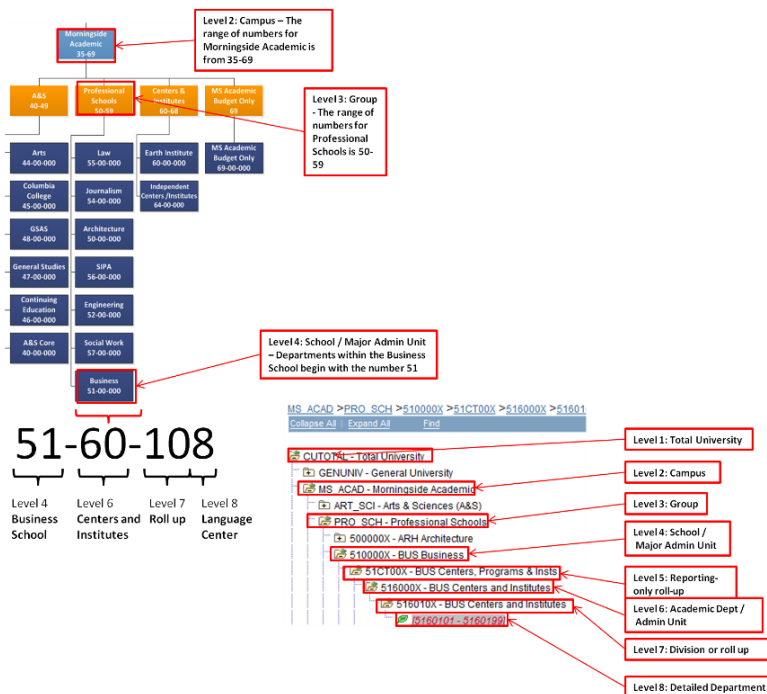 Level 2: Campus – The
range of numbers for
Morningside Academic is
from 35-69
Morningside
Academic
35-69
A&S
40-49
Professional
Schools
50-59
Centers &
Institutes
60-68
MS Academic
Budget Only
69
Level 3: Group
- The range of
numbers for
Professional
Schools is 50-
59
Arts
44-00-000
Law
55-00-000
Earth Institute
60-00-000
MS Academic
Budget Only
69-00-000
Columbia
College
45-00-000
Journalism
54-00-000
Independent
Centers /Institutes
64-00-000
GSAS
48-00-000
Architecture
50-00-000
General Studies
47-00-000
SIPA
56-00-000
Continuing
Education
46-00-000
Engineering
52-00-000
A&S Core
40-00-000
Social Work
57-00-000
Business
51-00-000
Level 4: School / Major Admin Unit
– Departments within the Business
School begin with the number 51
51-60-108
Level 4
Business
School
Level 6
Centers and
Institutes
Level 7
Roll up
Level 8
Language
Center
MS_ACAD >PRO_SCH >510000X >51CT00X >516000X >51601
Collapse All | Expand All Find
CUTOTAL - Total University
GENUNIV - General University
MS_ACAD - Morningside Academic
ART_SCI - Arts & Sciences (A&S)
PRO_SCH - Professional Schools
500000X - ARH Architecture
510000X - BUS Business
51CT00X - BUS Centers, Programs & Insts
516000X - BUS Centers and Institutes
516010X - BUS Centers and Institutes
[5160101 - 5160199]
Level 1: Total University
Level 2: Campus
Level 3: Group
Level 4: School /
Major Admin Unit
Level 5: Reporting-
only roll-up
Level 6: Academic Dept /
Admin Unit
Level 7: Division or roll up
Level 8: Detailed Department